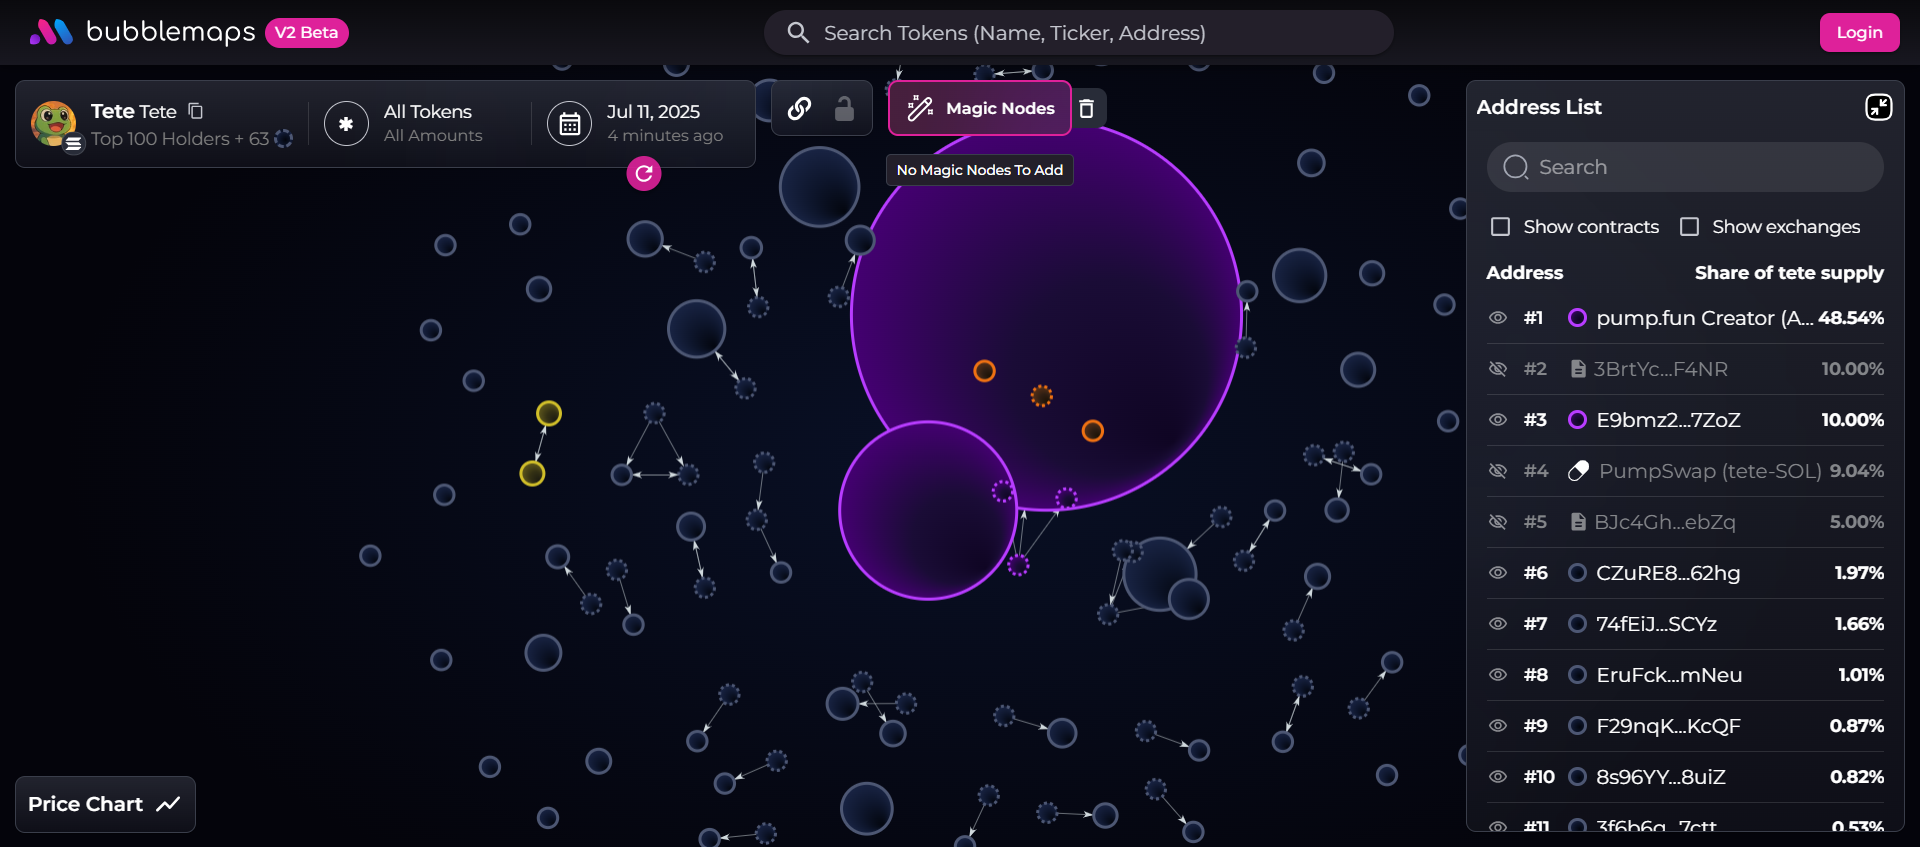 bubblemaps V2 Beta
Search Tokens (Name, Ticker, Address)
Login
Tete Tete
Top 100 Holders + 63
All Tokens
All Amounts
Jul 11, 2025
4 minutes ago
Magic Nodes
No Magic Nodes To Add
Address List
Search
Show contracts
Show exchanges
Address Share of tete supply
#1 pump.fun Creator (A... 48.54%
#2 3BrtYc...F4NR 10.00%
#3 E9bmz2...7ZoZ 10.00%
#4 PumpSwap (tete-SOL) 9.04%
#5 BJc4Gh...ebZq 5.00%
#6 CZuRE8...62hg 1.97%
#7 74fEiJ...SCYz 1.66%
#8 EruFck...mNeu 1.01%
#9 F29nqK...KcQF 0.87%
#10 8s96YY...8uiZ 0.82%
#11 0.53%
Price Chart